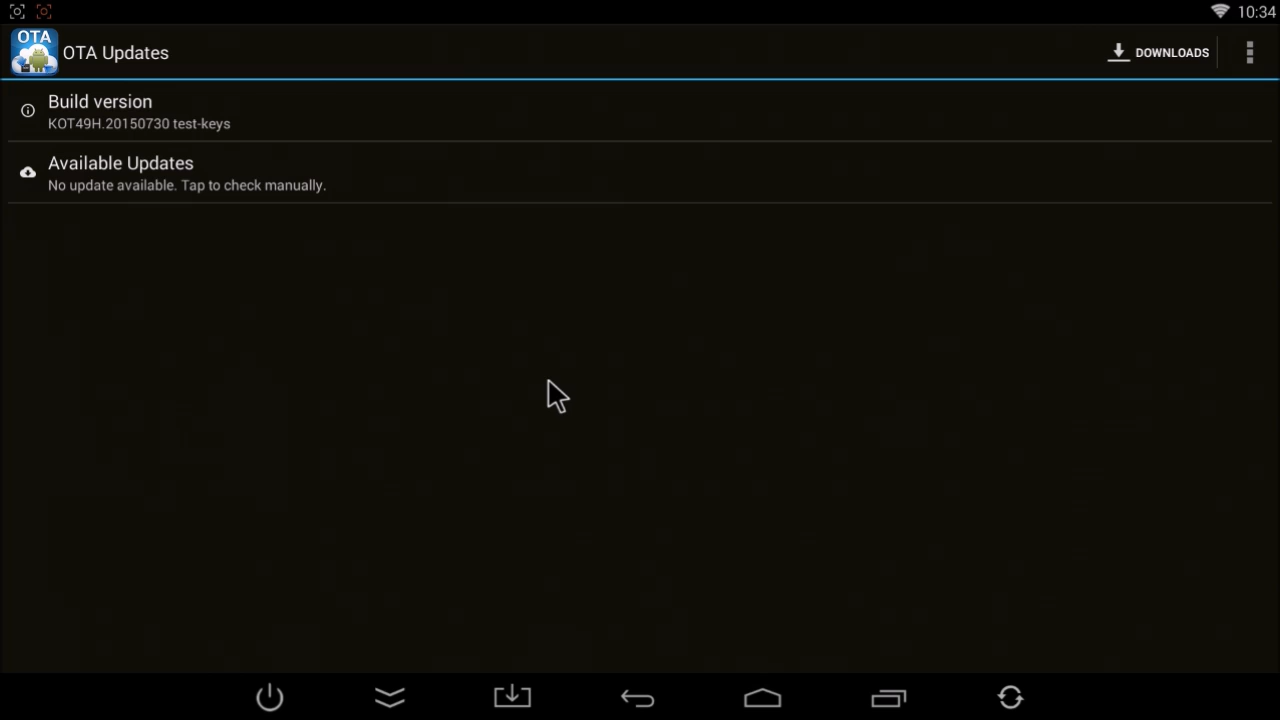 10:34
OTA
OTA Updates
DOWNLOADS
Build version
KOT49H.20150730 test-keys
Available Updates
No update available. Tap to check manually.